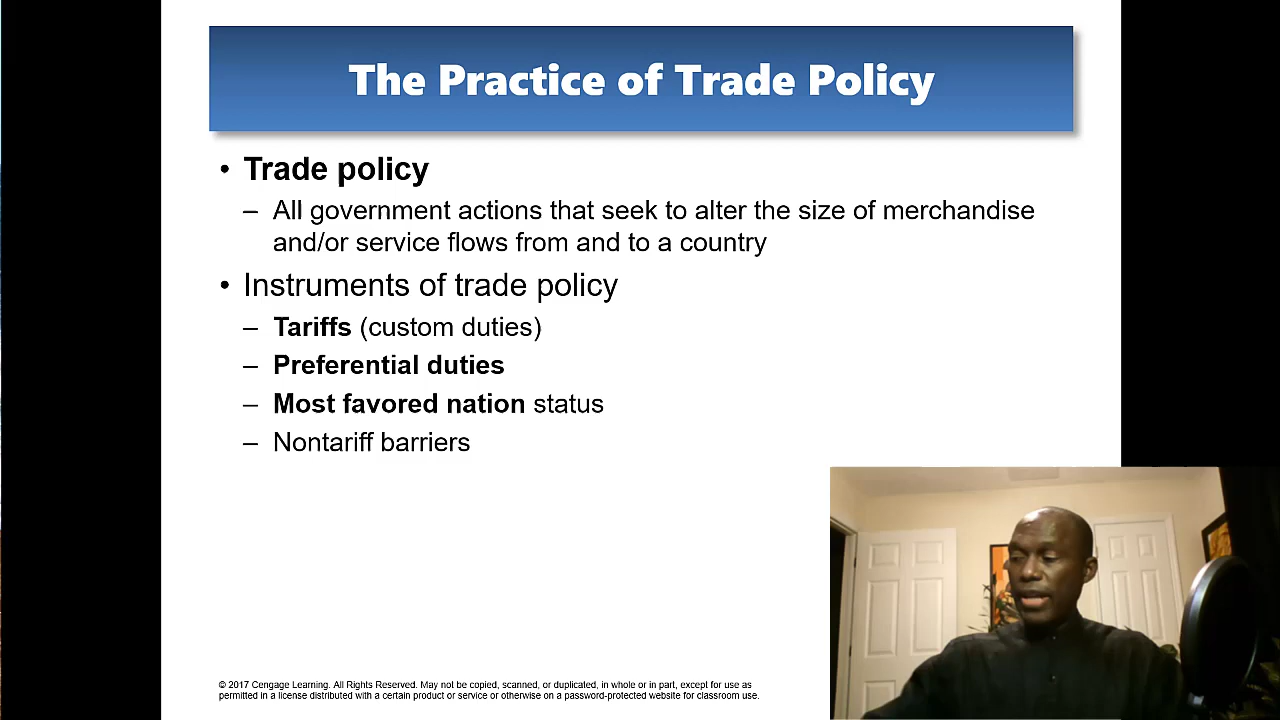 The Practice of Trade Policy
• Trade policy
– All government actions that seek to alter the size of merchandise
and/or service flows from and to a country
• Instruments of trade policy
– Tariffs (custom duties)
– Preferential duties
– Most favored nation status
– Nontariff barriers
© 2017 Cengage Learning. All Rights Reserved. May not be copied, scanned, or duplicated, in whole or in part, except for use as
permitted in a license distributed with a certain product or service or otherwise on a password-protected website for classroom use.